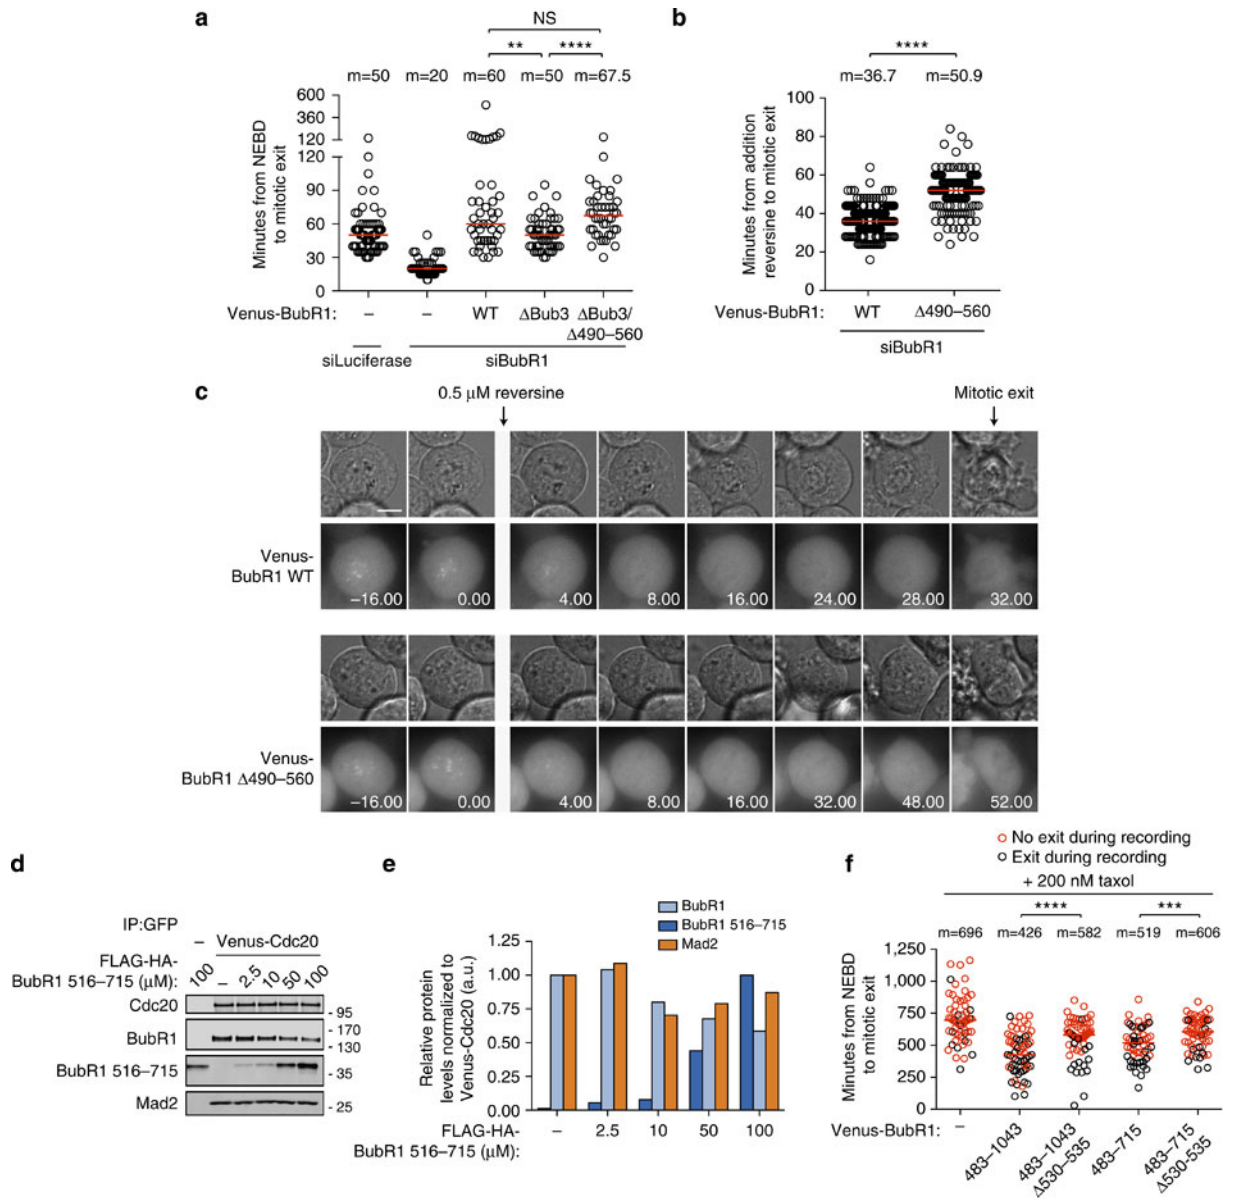 a
NS
**
****
m=50
m=20
m=60
m=50
m=67.5
Minutes from NEBD
to mitotic exit
600
360
120
120
90
60
30
0
Venus-BubR1:
–
–
WT
ΔBub3
ΔBub3/
Δ490–560
siLuciferase
siBubR1
b
****
m=36.7
m=50.9
Minutes from addition
reversine to mitotic exit
100
80
60
40
20
0
Venus-BubR1:
WT
Δ490–560
siBubR1
c
0.5 μM reversine
Mitotic exit
Venus-
BubR1 WT
–16.00
0.00
4.00
8.00
16.00
24.00
28.00
32.00
Venus-
BubR1 Δ490–560
–16.00
0.00
4.00
8.00
16.00
32.00
48.00
52.00
d
IP:GFP
–
Venus-Cdc20
FLAG-HA-
BubR1 516–715 (μM):
100
–
2.5
10
50
100
Cdc20
- 95
BubR1
- 170
- 130
BubR1 516–715
- 35
Mad2
- 25
e
BubR1
BubR1 516–715
Mad2
Relative protein
levels normalized to
Venus-Cdc20 (a.u.)
1.25
1.00
0.75
0.50
0.25
0.00
FLAG-HA-
BubR1 516–715 (μM):
–
2.5
10
50
100
f
No exit during recording
Exit during recording
+ 200 nM taxol
****
***
m=696
m=426
m=582
m=519
m=606
Minutes from NEBD
to mitotic exit
1,250
1,000
750
500
250
0
Venus-BubR1:
–
483–1043
483–1043
Δ530-535
483–715
483–715
Δ530-535